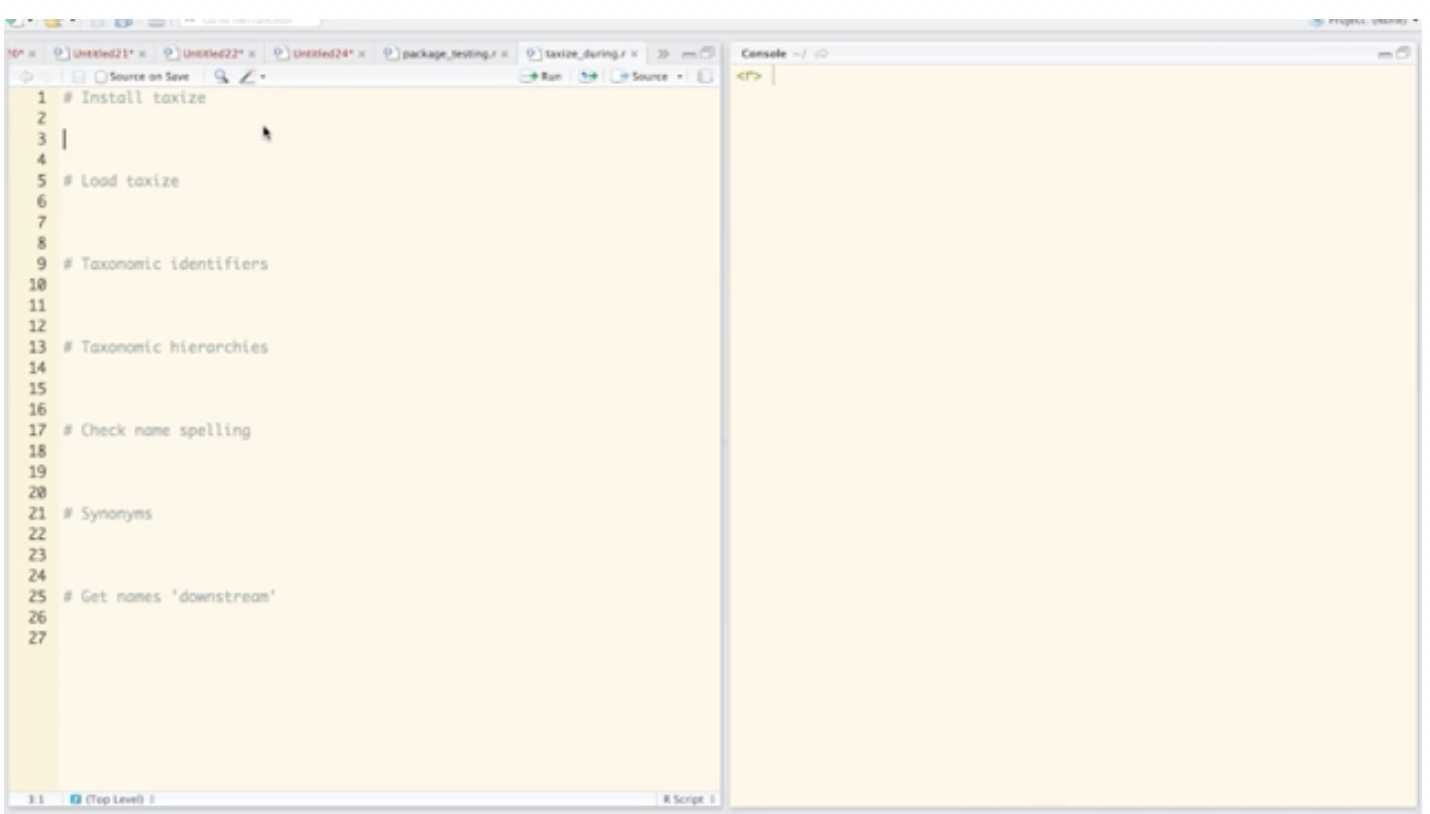 Project: (None)
Untitled21* × Untitled22* × Untitled24* × package_testing.r × taxize_during.r ×
Source on Save Run Source
1 # Install taxize
2
3
4
5 # Load taxize
6
7
8
9 # Taxonomic identifiers
10
11
12
13 # Taxonomic hierarchies
14
15
16
17 # Check name spelling
18
19
20
21 # Synonyms
22
23
24
25 # Get names 'downstream'
26
27
3:1 (Top Level) R Script
Console ~/
<r>